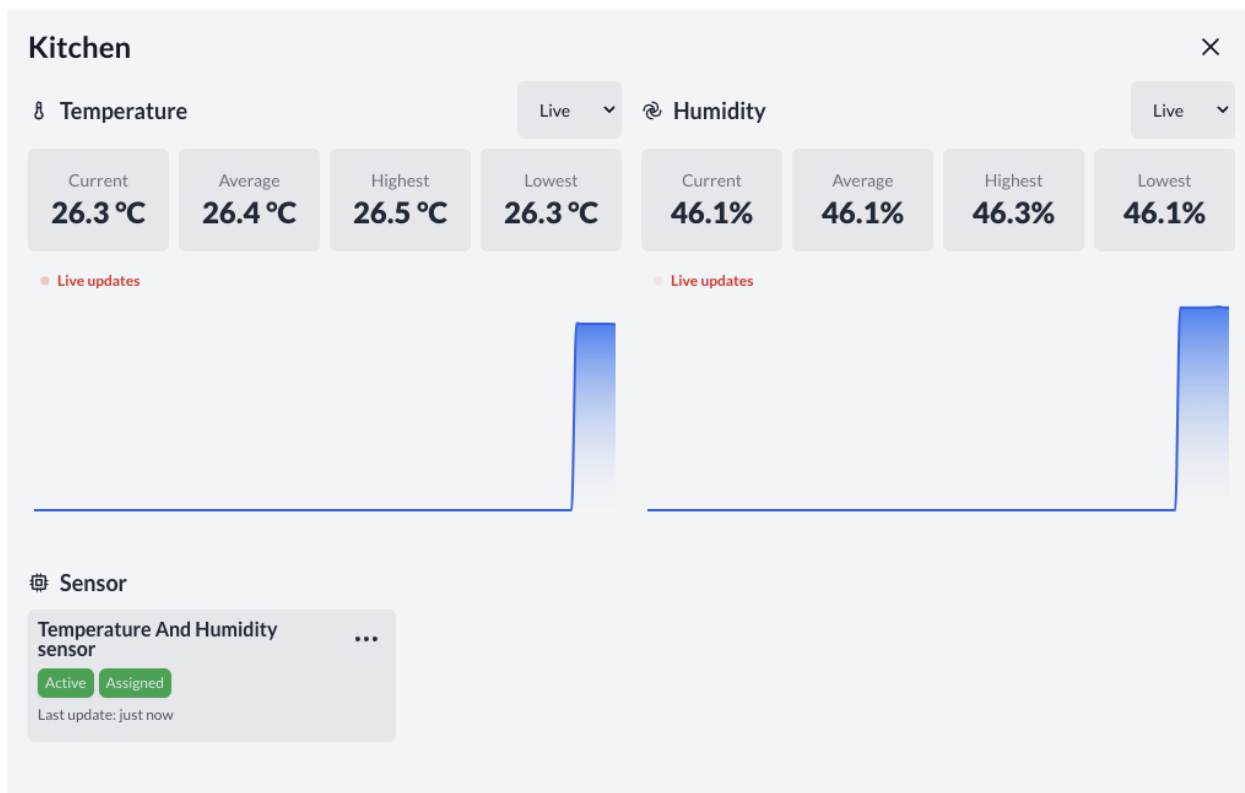 Kitchen
Temperature
Live
Current
26.3 °C
Average
26.4 °C
Highest
26.5 °C
Lowest
26.3 °C
Live updates
Humidity
Live
Current
46.1%
Average
46.1%
Highest
46.3%
Lowest
46.1%
Live updates
Sensor
Temperature And Humidity
sensor
Active Assigned
Last update: just now